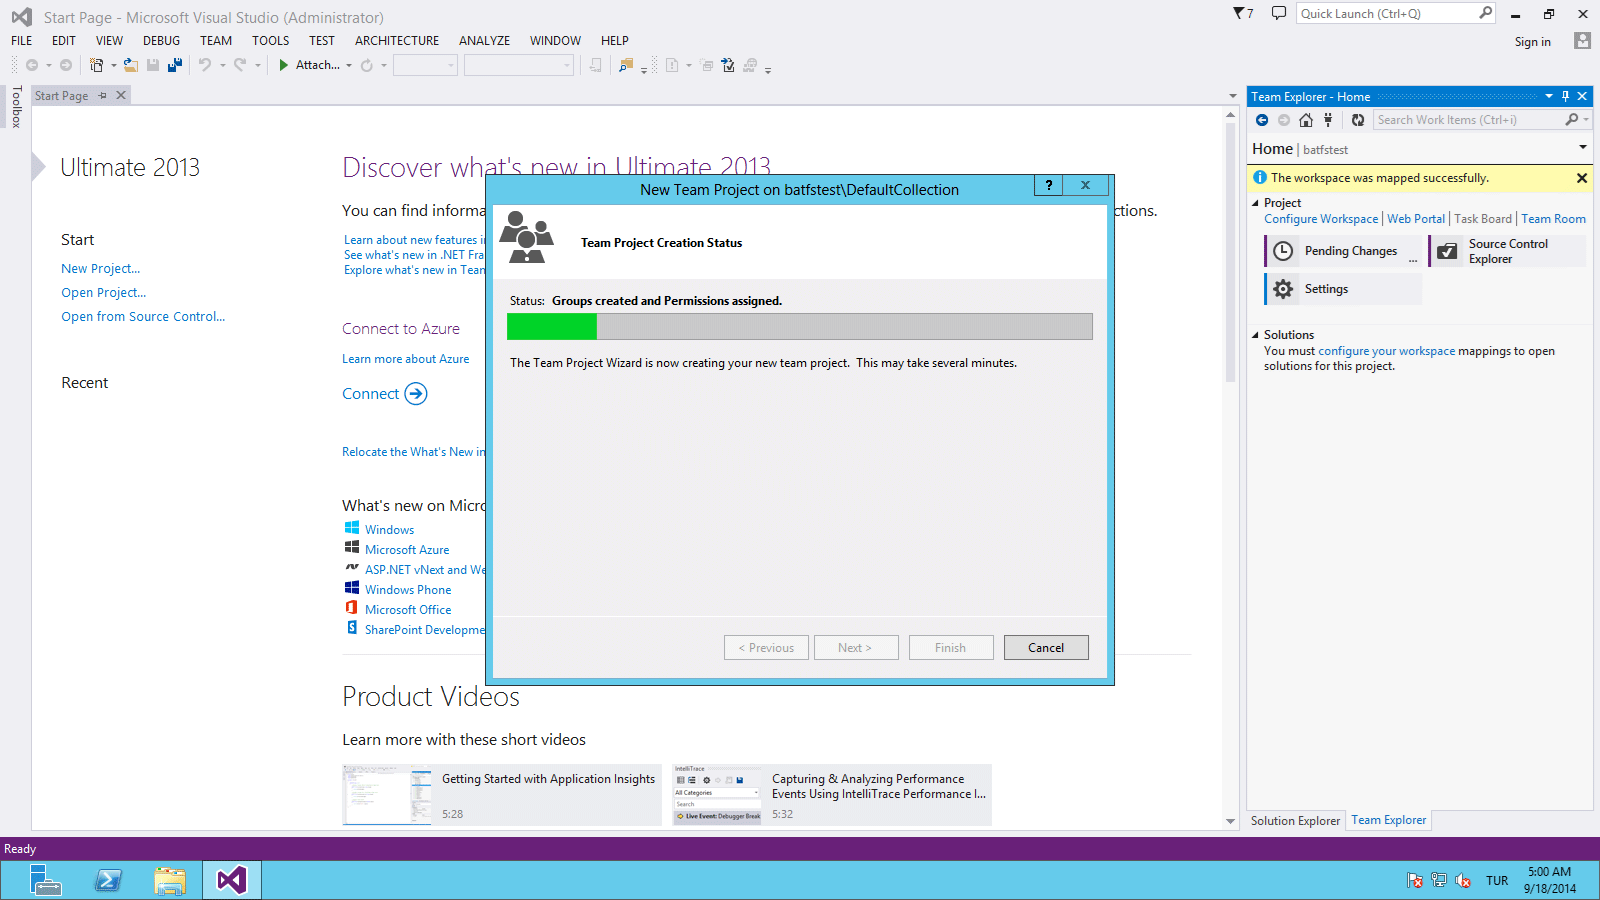 Start Page - Microsoft Visual Studio (Administrator)
7
Quick Launch (Ctrl+Q)
FILE EDIT VIEW DEBUG TEAM TOOLS TEST ARCHITECTURE ANALYZE WINDOW HELP
Sign in
Attach...
Toolbox
Start Page
Ultimate 2013
Start
New Project...
Open Project...
Open from Source Control...
Recent
Discover what's new in Ultimate 2013
You can find informa
ctions.
Learn about new features in
See what's new in .NET Fra
Explore what's new in Team
Connect to Azure
Learn more about Azure
Connect
Relocate the What's New in
What's new on Micro
Windows
Microsoft Azure
ASP.NET vNext and We
Windows Phone
Microsoft Office
SharePoint Developme
Product Videos
Learn more with these short videos
Getting Started with Application Insights
5:28
IntelliTrace
All Categories
Search
Live Event: Debugger Break
Capturing & Analyzing Performance
Events Using IntelliTrace Performance I...
5:32
New Team Project on batfstest\DefaultCollection
?
Team Project Creation Status
Status: Groups created and Permissions assigned.
The Team Project Wizard is now creating your new team project. This may take several minutes.
< Previous
Next >
Finish
Cancel
Team Explorer - Home
Search Work Items (Ctrl+i)
Home | batfstest
The workspace was mapped successfully.
Project
Configure Workspace | Web Portal | Task Board | Team Room
Pending Changes
...
Source Control
Explorer
Settings
Solutions
You must configure your workspace mappings to open
solutions for this project.
Solution Explorer
Team Explorer
Ready
TUR
5:00 AM
9/18/2014